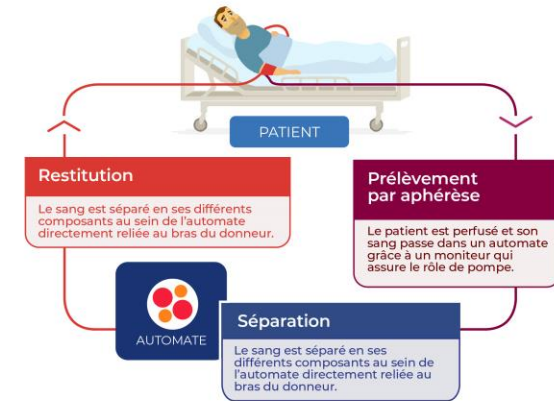 PATIENT
Restitution
Le sang est séparé en ses différents
composants au sein de l'automate
directement reliée au bras du donneur.
Prélèvement
par aphérèse
Le patient est perfusé et son
sang passe dans un automate
grâce à un moniteur qui
assure le rôle de pompe.
AUTOMATE
Séparation
Le sang est séparé en ses
différents composants au sein de
l'automate directement reliée au
bras du donneur.